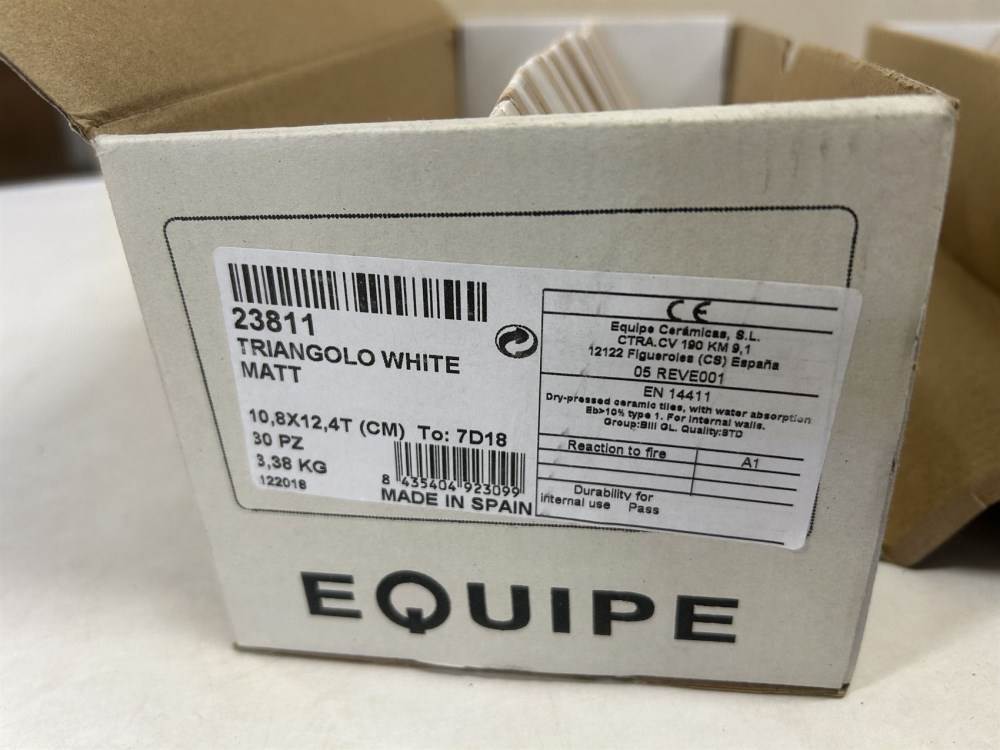 23811
TRIANGOLO WHITE
MATT
10,8X12,4T (CM) To: 7D18
30 PZ
3,38 KG
122018
8 435404 923099
MADE IN SPAIN
CE
Equipe Cerámicas, S.L.
CTRA.CV 190 KM 9,1
12122 Figueroles (CS) España
05 REVE001
EN 14411
Dry-pressed ceramic tiles, with water absorption
Eb>10% type 1. For internal walls.
Group:BIII GL. Quality:STD
Reaction to fire A1
Durability for
internal use Pass
EQUIPE